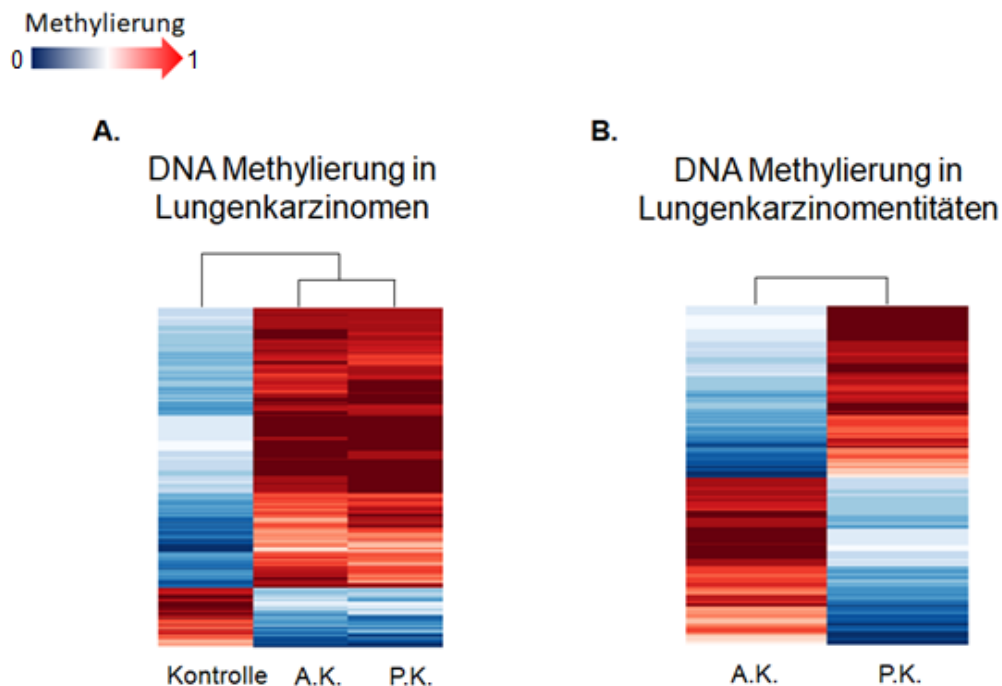 Methylierung
0 1
A.
DNA Methylierung in
Lungenkarzinomen
Kontrolle A.K. P.K.
B.
DNA Methylierung in
Lungenkarzinomentitäten
A.K. P.K.